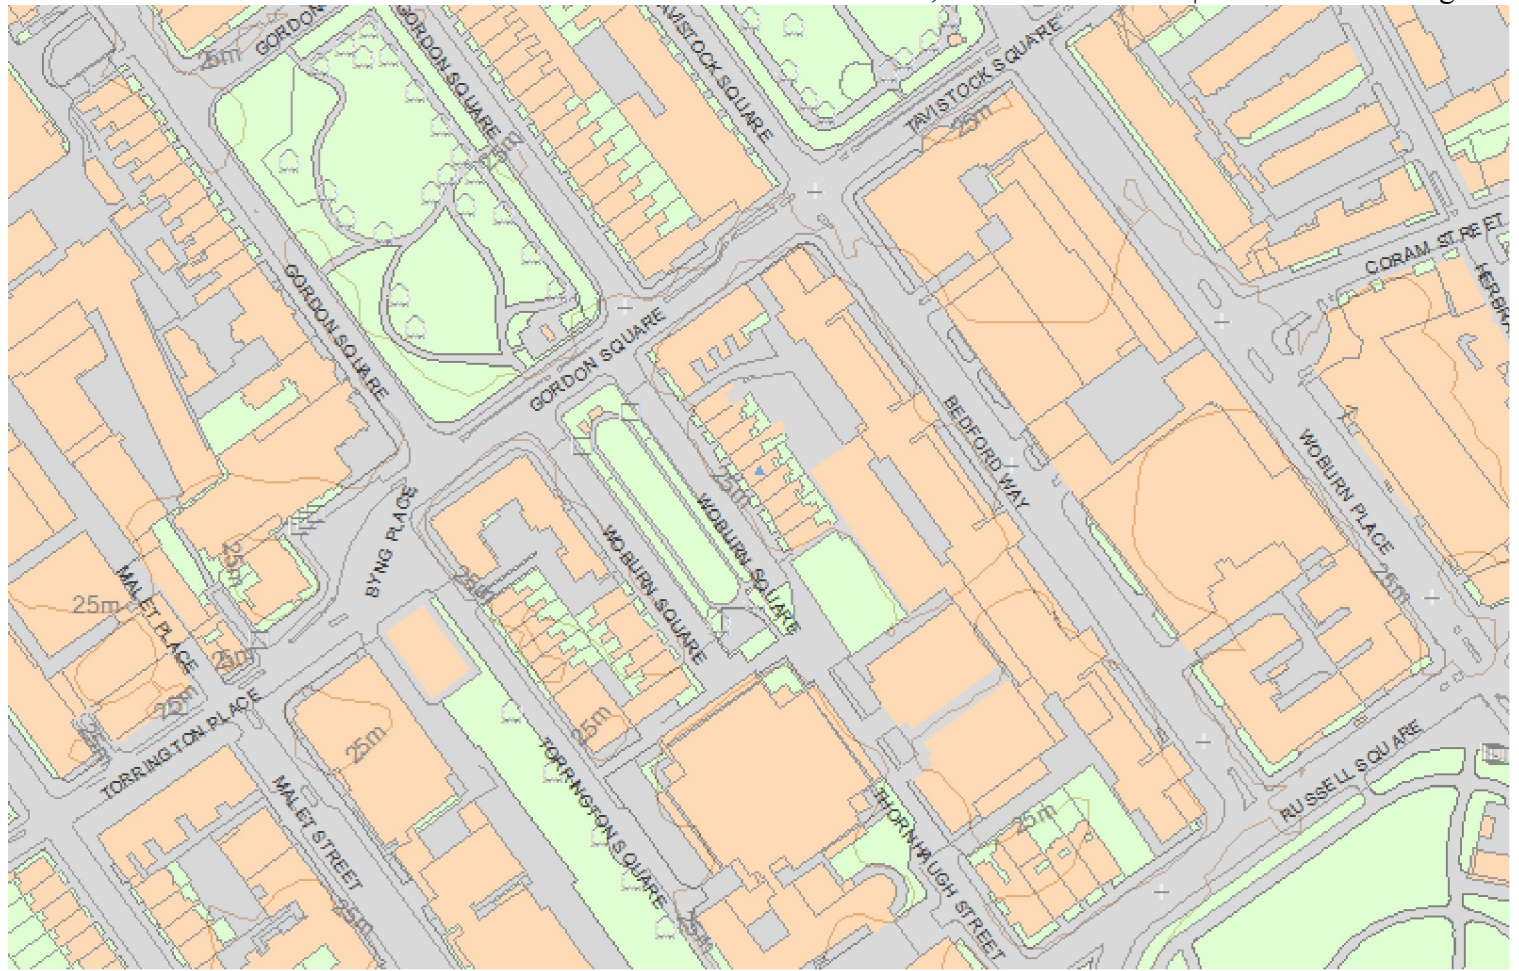 GORDON
25m
GORDON SQUARE
25m
TAVISTOCK SQUARE
TAVISTOCK SQUARE
25m
CORAM STREET
GORDON SQUARE
GORDON SQUARE
BEDFORD WAY
WOBURN PLACE
25m
25m
WOBURN SQUARE
WOBURN SQUARE
BYNG PLACE
25m
25m
25m
MALET PLACE
25m
25m
25m
TORRINGTON PLACE
25m
25m
MALET STREET
25m
TORRINGTON SQUARE
THORNHAUGH STREET
25m
RUSSELL SQUARE